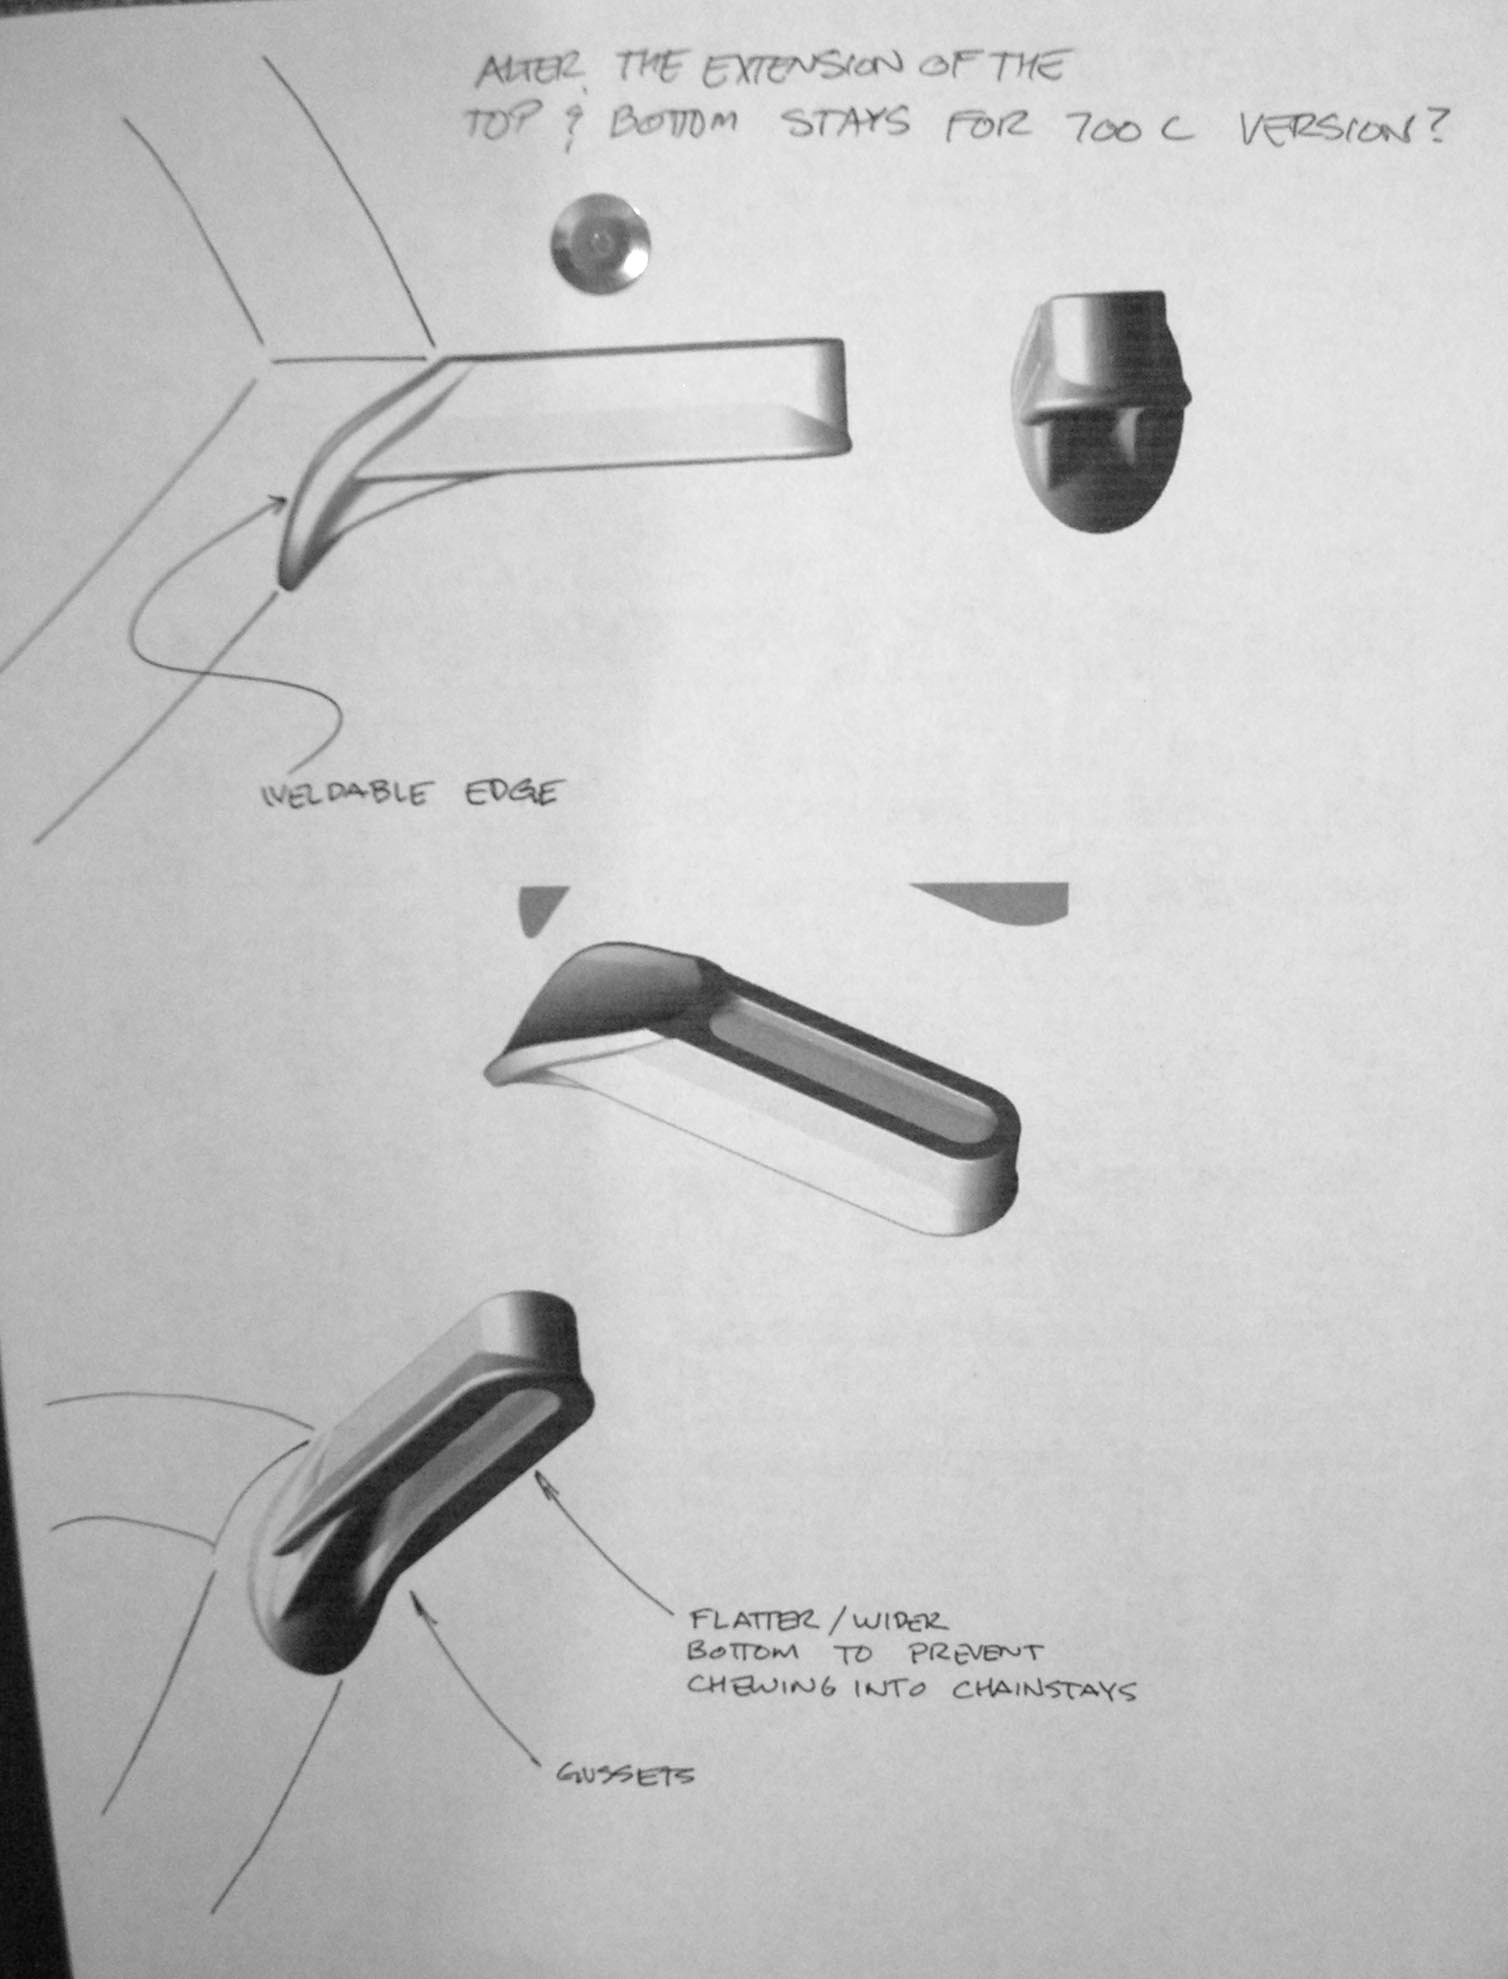 ALTER THE EXTENSION OF THE
TOP & BOTTOM STAYS FOR 700 C VERSION?
WELDABLE EDGE
FLATTER/WIDER
BOTTOM TO PREVENT
CHEWING INTO CHAINSTAYS
GUSSETS